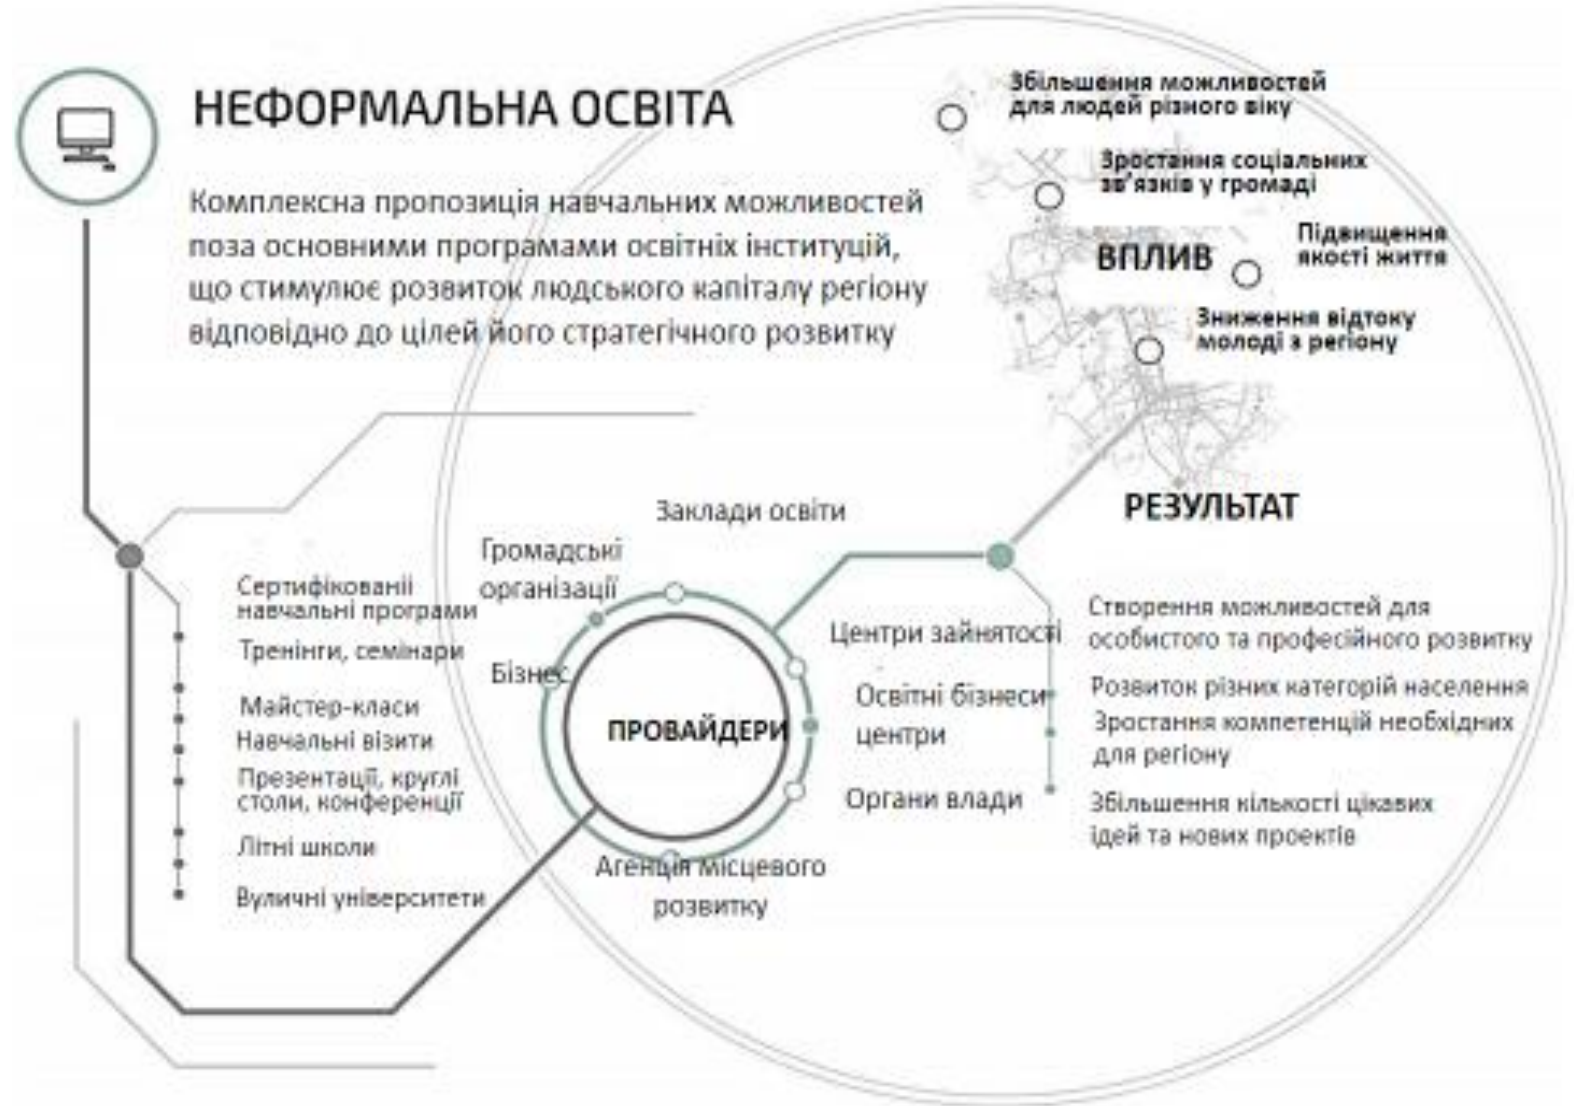 НЕФОРМАЛЬНА ОСВІТА
Комплексна пропозиція навчальних можливостей
поза основними програмами освітніх інституцій,
що стимулює розвиток людського капіталу регіону
відповідно до цілей його стратегічного розвитку
Збільшення можливостей
для людей різного віку
Зростання соціальних
зв'язків у громаді
ВПЛИВ
Підвищення
якості життя
Зниження відтоку
молоді з регіону
Сертифікованії
навчальні програми
Тренінги, семінари
Майстер-класи
Навчальні візити
Презентації, круглі
столи, конференції
Літні школи
Вуличні університети
Заклади освіти
Громадські
організації
Бізнес
ПРОВАЙДЕРИ
Центри зайнятості
Освітні бізнеси
центри
Органи влади
Агенція місцевого
розвитку
РЕЗУЛЬТАТ
Створення можливостей для
особистого та професійного розвитку
Розвиток різних категорій населення
Зростання компетенцій необхідних
для регіону
Збільшення кількості цікавих
ідей та нових проектів